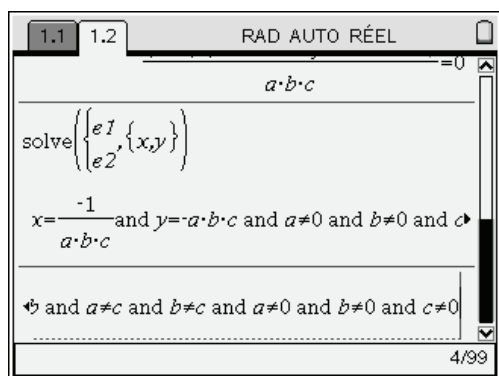 1.1 1.2 RAD AUTO RÉEL
=0
a·b·c
solve({e1 e2,{x,y})
x=-1/(a·b·c) and y=-a·b·c and a≠0 and b≠0 and c▸
◂b and a≠c and b≠c and a≠0 and b≠0 and c≠0
4/99